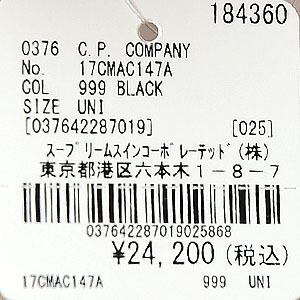 184360
0376 C.P. COMPANY
No. 17CMAC147A
COL 999 BLACK
SIZE UNI
[037642287019] [025]
ｽｰﾌﾟﾘｰﾑｽｲﾝｺｰﾎﾟﾚｰﾃｯﾄﾞ(株)
東京都港区六本木1-8-7
037642287019025868
¥24,200(税込)
17CMAC147A 999 UNI